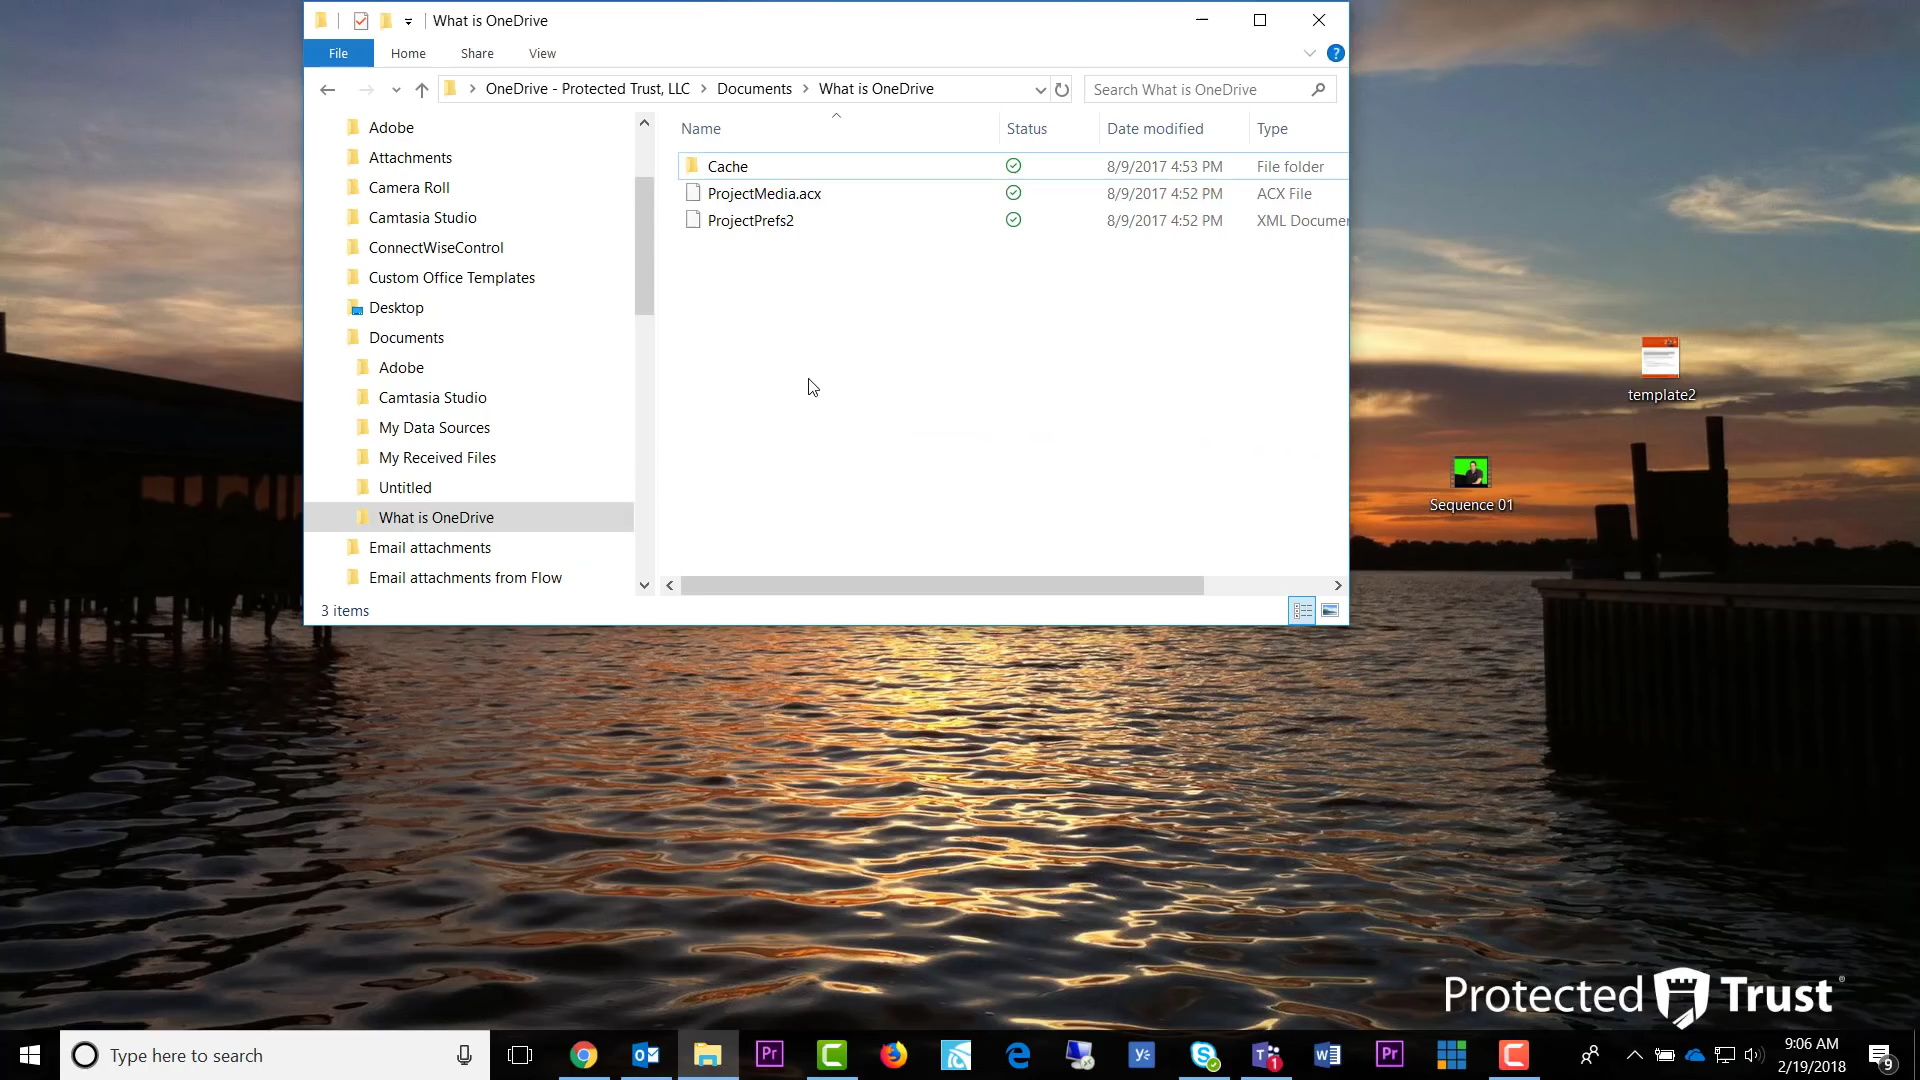 What is OneDrive
File Home Share View
OneDrive - Protected Trust, LLC > Documents > What is OneDrive
Search What is OneDrive
Adobe
Attachments
Camera Roll
Camtasia Studio
ConnectWiseControl
Custom Office Templates
Desktop
Documents
Adobe
Camtasia Studio
My Data Sources
My Received Files
Untitled
What is OneDrive
Email attachments
Email attachments from Flow
Name Status Date modified Type
Cache 8/9/2017 4:53 PM File folder
ProjectMedia.acx 8/9/2017 4:52 PM ACX File
ProjectPrefs2 8/9/2017 4:52 PM XML Documen
3 items
template2
Sequence 01
Protected Trust
Type here to search
9:06 AM
2/19/2018
9